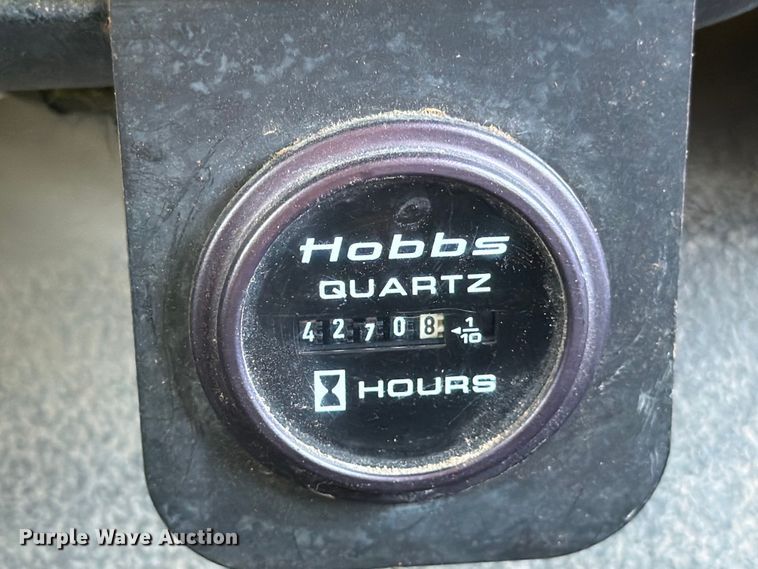 Hobbs
QUARTZ
42708 ◄1/10
HOURS
Purple Wave Auction